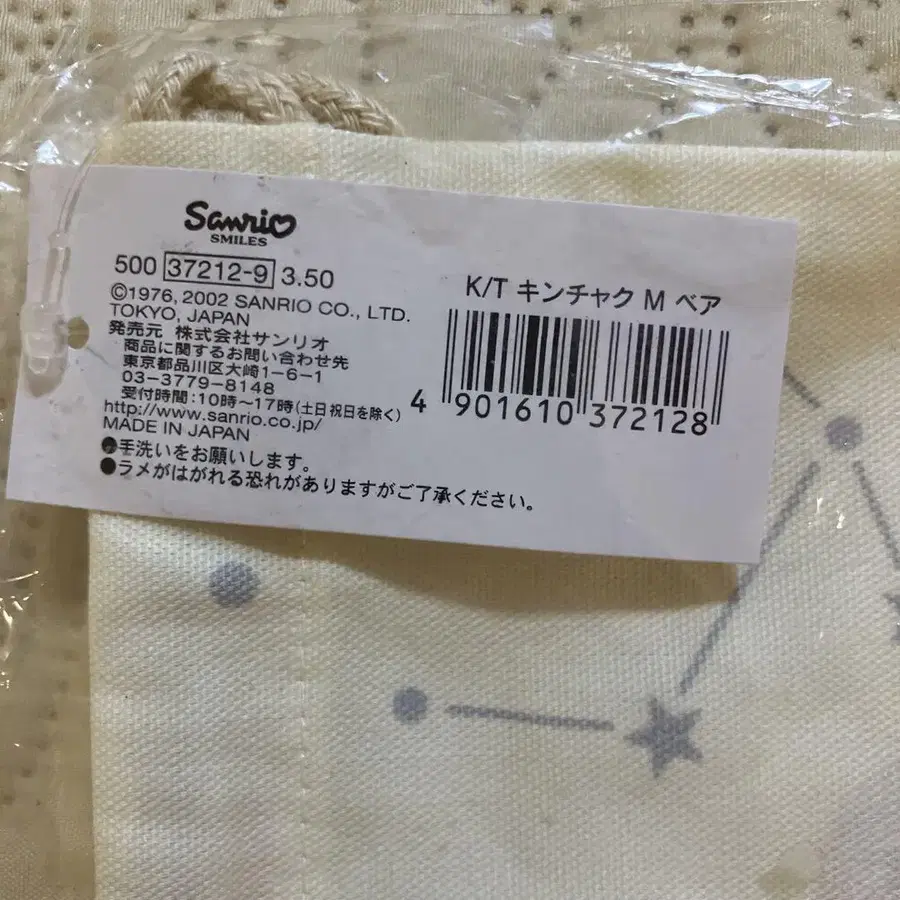 Sanrio
SMILES
500 37212-9 3.50
©1976, 2002 SANRIO CO., LTD.
TOKYO, JAPAN
発売元 株式会社サンリオ
商品に関するお問い合わせ先
東京都品川区大崎1-6-1
03-3779-8148
受付時間:10時〜17時(土日祝日を除く)
http://www.sanrio.co.jp/
MADE IN JAPAN
●手洗いをお願いします。
●ラメがはがれる恐れがありますがご了承ください。
K/T キンチャク M ベア
4 901610 372128